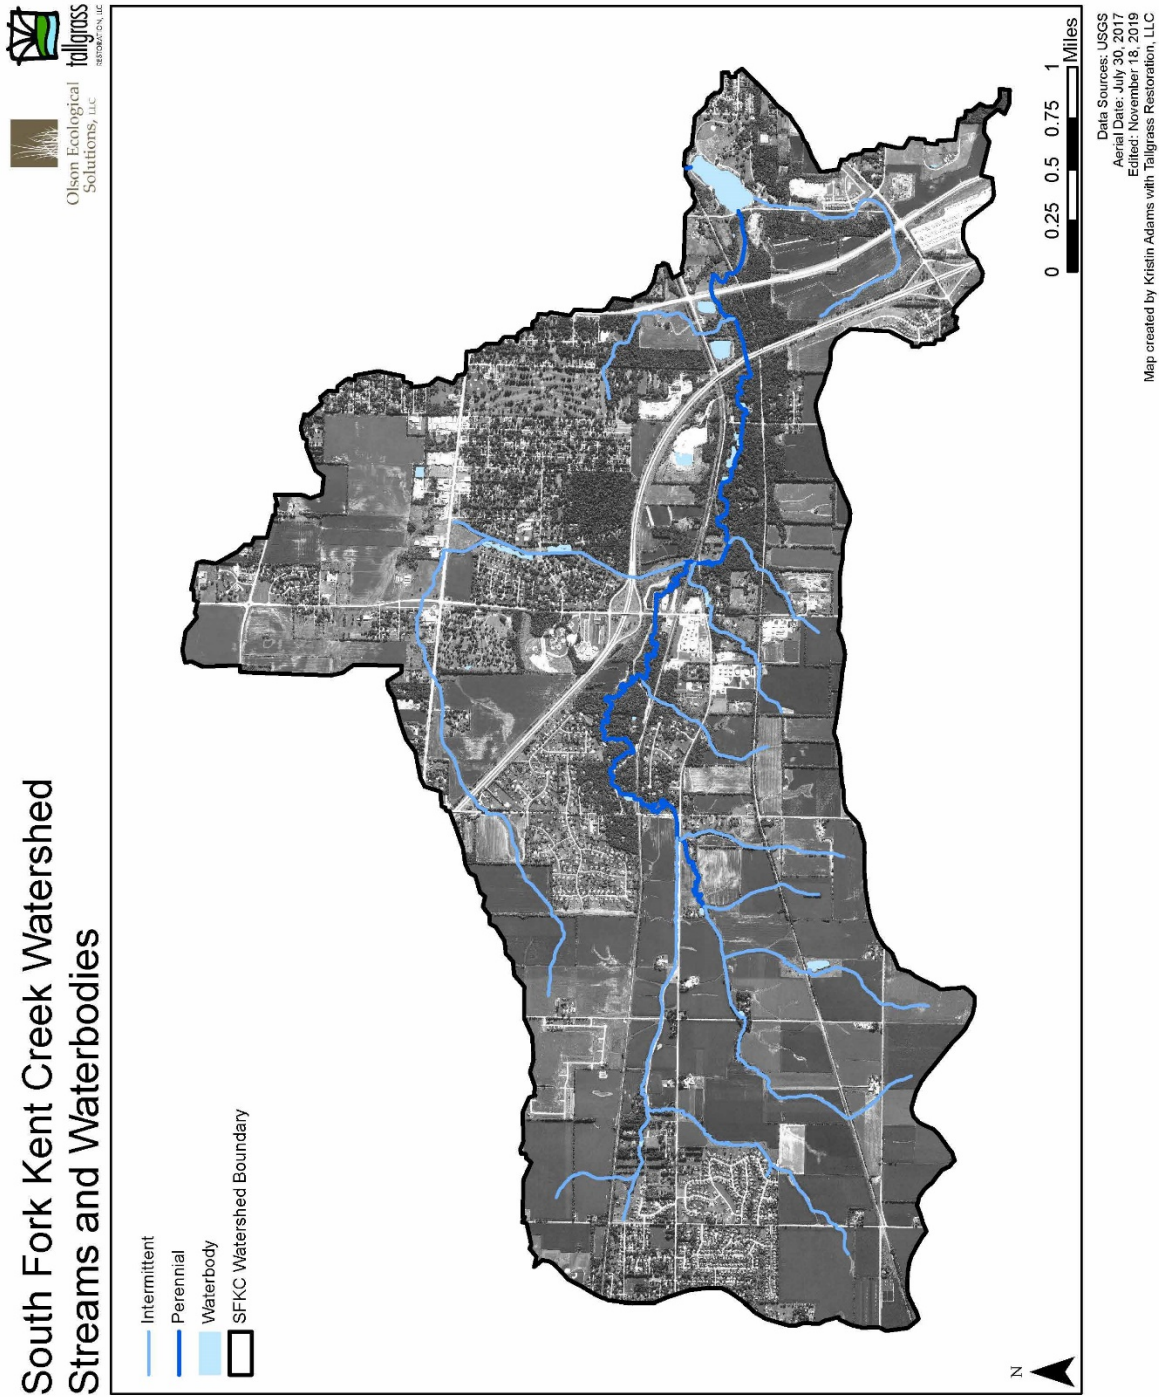 South Fork Kent Creek Watershed
Streams and Waterbodies
Olson Ecological
Solutions, LLC
tallgrass
RESTORATION, LLC
Intermittent
Perennial
Waterbody
SFKC Watershed Boundary
N
0 0.25 0.5 0.75 1
Miles
Data Sources: USGS
Aerial Date: July 30, 2017
Edited: November 18, 2019
Map created by Kristin Adams with Tallgrass Restoration, LLC